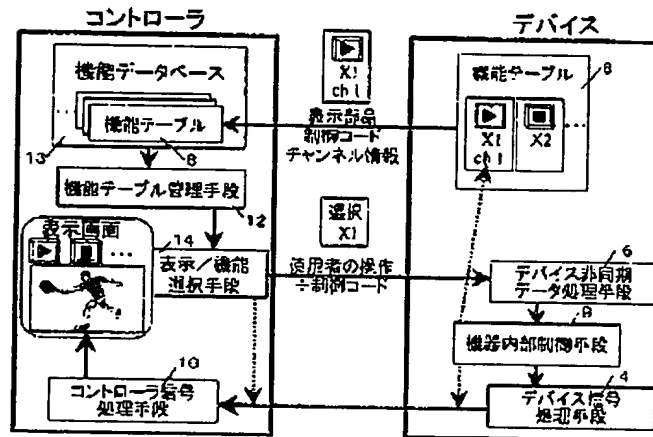 コントローラ
デバイス
機能データベース
...
機能テーブル
13
8
機能テーブル管理手段
12
表示画面
...
14
表示/機能
選択手段
10
コントローラ信号
処理手段
X1
ch1
表示部品
制御コード
チャンネル情報
選択
X1
使用者の操作
+制御コード
機能テーブル
8
X1
ch1
X2
...
6
デバイス非同期
データ処理手段
機器内部制御手段
4
デバイス信号
処理手段